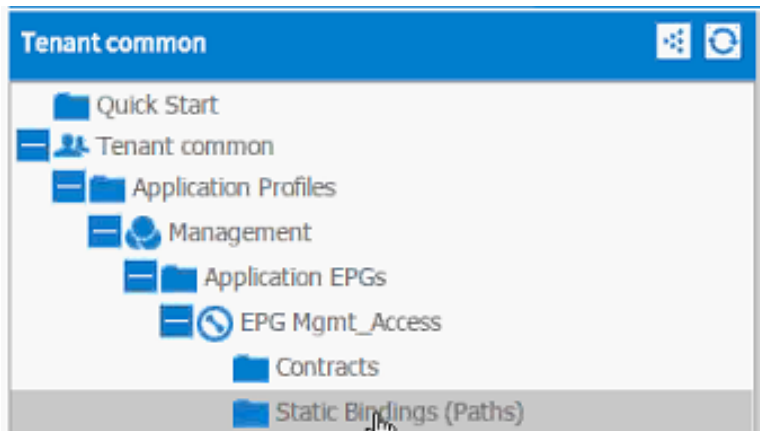 Tenant common
Quick Start
Tenant common
Application Profiles
Management
Application EPGs
EPG Mgmt_Access
Contracts
Static Bindings (Paths)